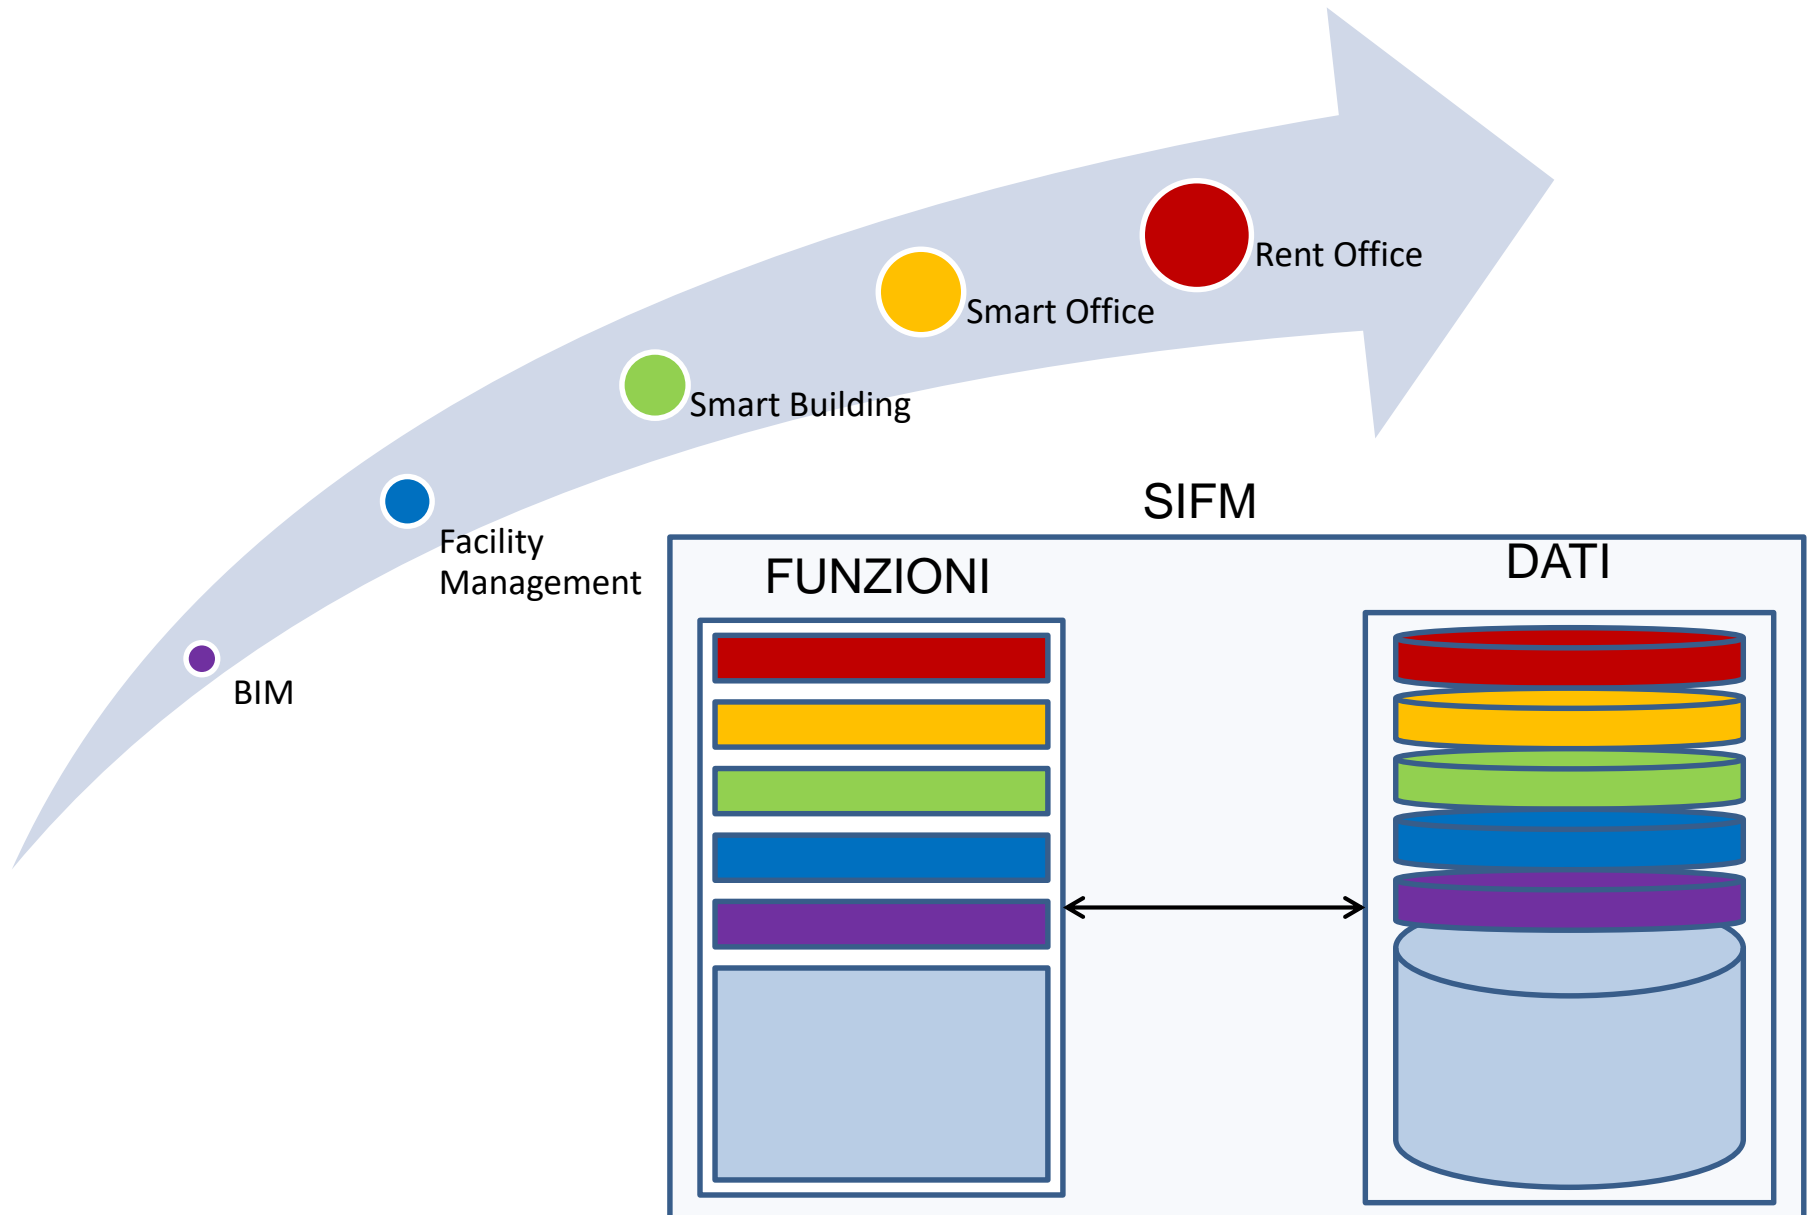 Rent Office
Smart Office
Smart Building
Facility
Management
BIM
SIFM
FUNZIONI
DATI